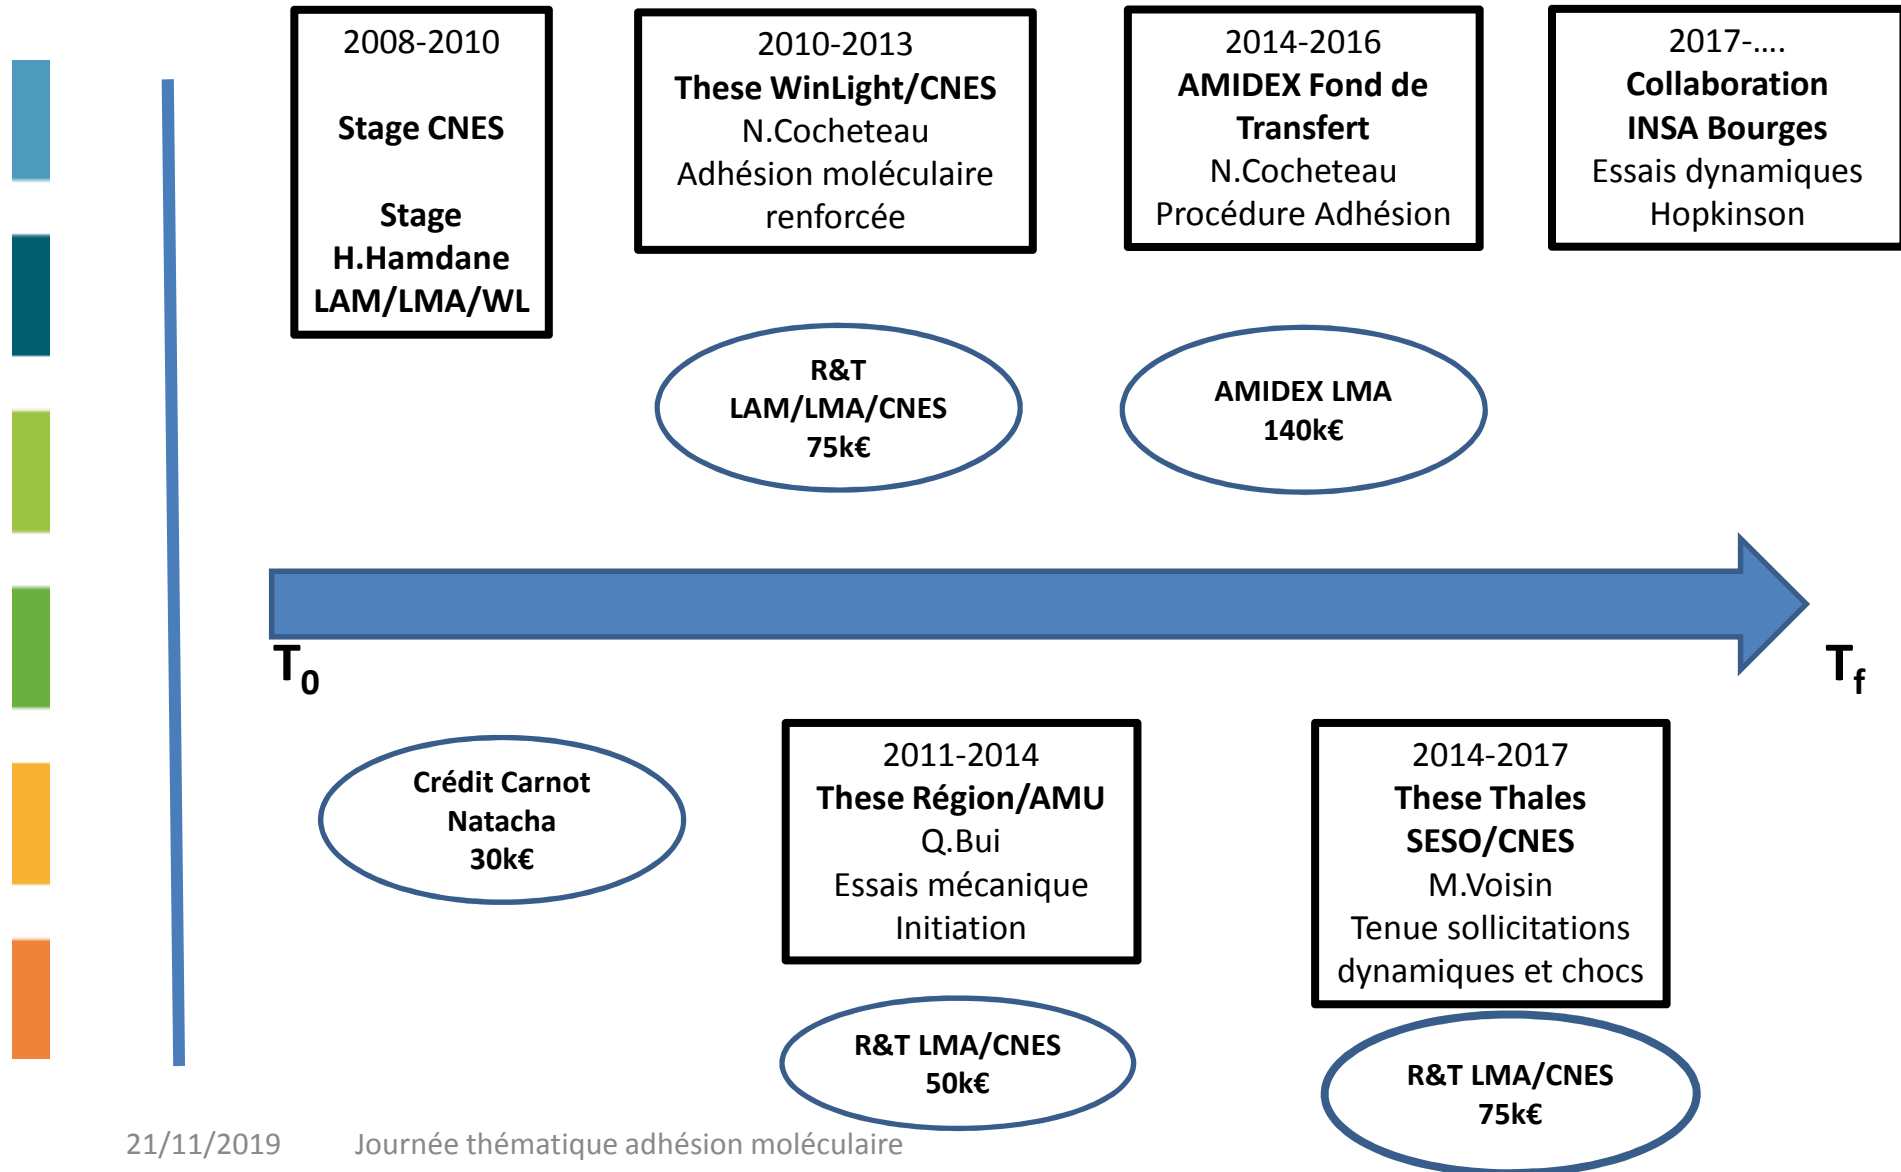 2008-2010
Stage CNES
Stage
H.Hamdane
LAM/LMA/WL
2010-2013
These WinLight/CNES
N.Cocheteau
Adhésion moléculaire
renforcée
2014-2016
AMIDEX Fond de
Transfert
N.Cocheteau
Procédure Adhésion
2017-....
Collaboration
INSA Bourges
Essais dynamiques
Hopkinson
R&T
LAM/LMA/CNES
75k€
AMIDEX LMA
140k€
T0
Tf
Crédit Carnot
Natacha
30k€
2011-2014
These Région/AMU
Q.Bui
Essais mécanique
Initiation
2014-2017
These Thales
SESO/CNES
M.Voisin
Tenue sollicitations
dynamiques et chocs
R&T LMA/CNES
50k€
R&T LMA/CNES
75k€
21/11/2019 Journée thématique adhésion moléculaire